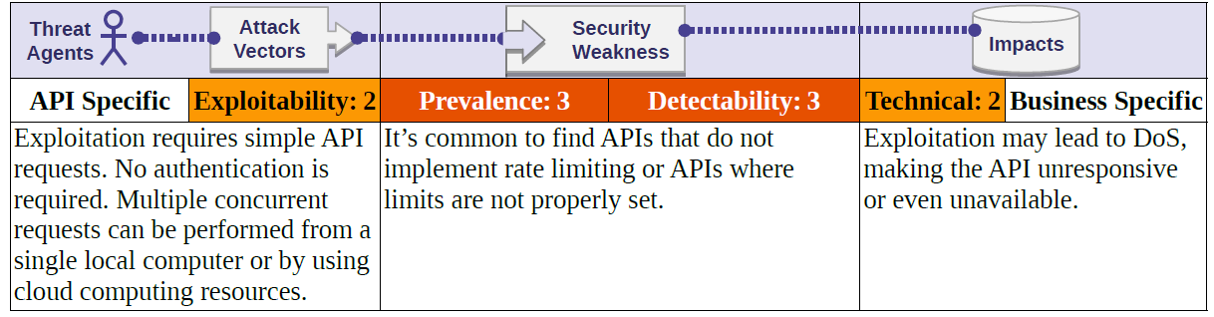 Threat
Agents
Attack
Vectors
Security
Weakness
Impacts
API Specific
Exploitability: 2
Prevalence: 3
Detectability: 3
Technical: 2
Business Specific
Exploitation requires simple API
requests. No authentication is
required. Multiple concurrent
requests can be performed from a
single local computer or by using
cloud computing resources.
It’s common to find APIs that do not
implement rate limiting or APIs where
limits are not properly set.
Exploitation may lead to DoS,
making the API unresponsive
or even unavailable.